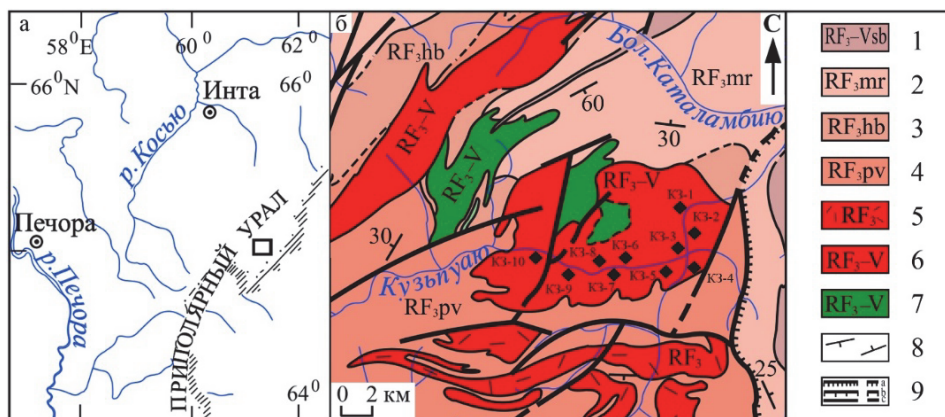 а
58⁰E
60⁰
62⁰
66⁰N
66⁰
Инта
р.Косью
Печора
р.Печора
ПРИПОЛЯРНЫЙ УРАЛ
64⁰
б
RF₃hb
Бол.Каталамбию
С
RF₃mr
60
30
RF₃–V
RF₃–V
RF₃–V
КЗ-1
КЗ-2
КЗ-3
30
КЗ-10
КЗ-8
КЗ-6
Кузьпуаю
КЗ-9
КЗ-7
КЗ-5
КЗ-4
RF₃pv
RF₃
25
0 2 км
RF₃–Vsb 1
RF₃mr 2
RF₃hb 3
RF₃pv 4
RF₃ 5
RF₃–V 6
RF₃–V 7
8
a
b
c
9